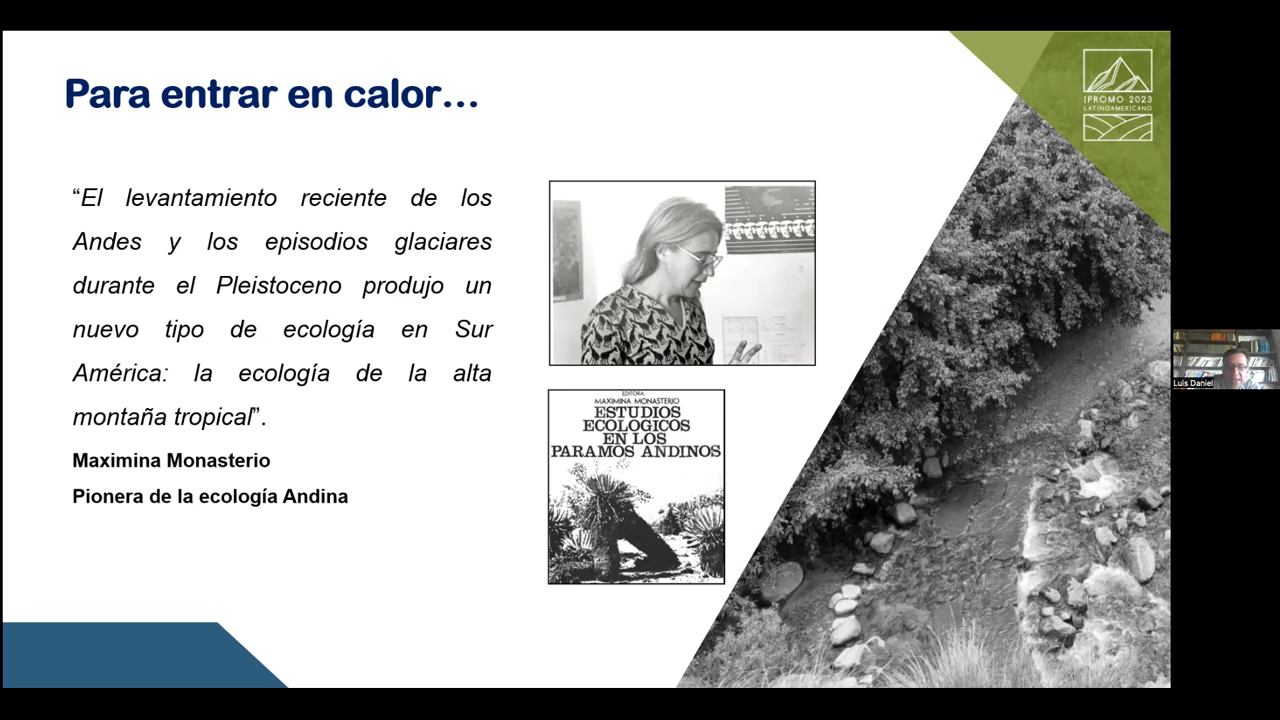 Para entrar en calor...
IPROMO 2023
LATINOAMERICANO
“El levantamiento reciente de los
Andes y los episodios glaciares
durante el Pleistoceno produjo un
nuevo tipo de ecología en Sur
América: la ecología de la alta
montaña tropical”.
Maximina Monasterio
Pionera de la ecología Andina
EDITORA:
MAXIMINA MONASTERIO
ESTUDIOS
ECOLOGICOS
EN LOS
PARAMOS ANDINOS
Luis Daniel